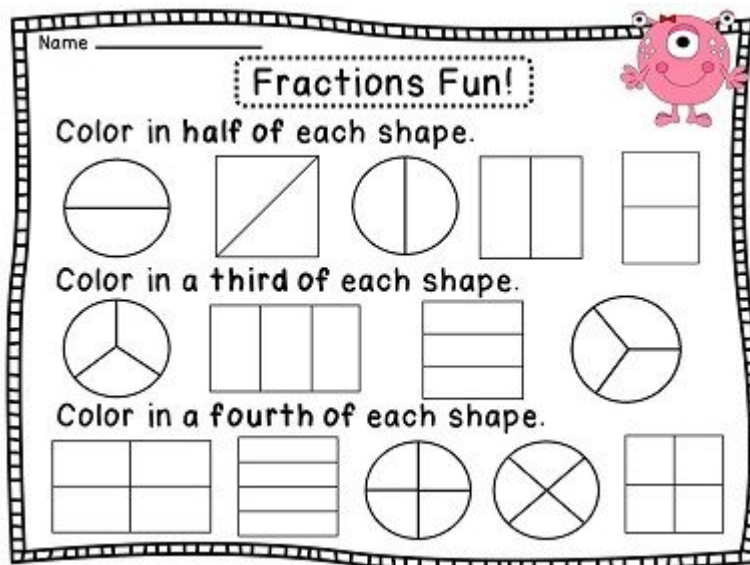 Name
Fractions Fun!
Color in half of each shape.
Color in a third of each shape.
Color in a fourth of each shape.